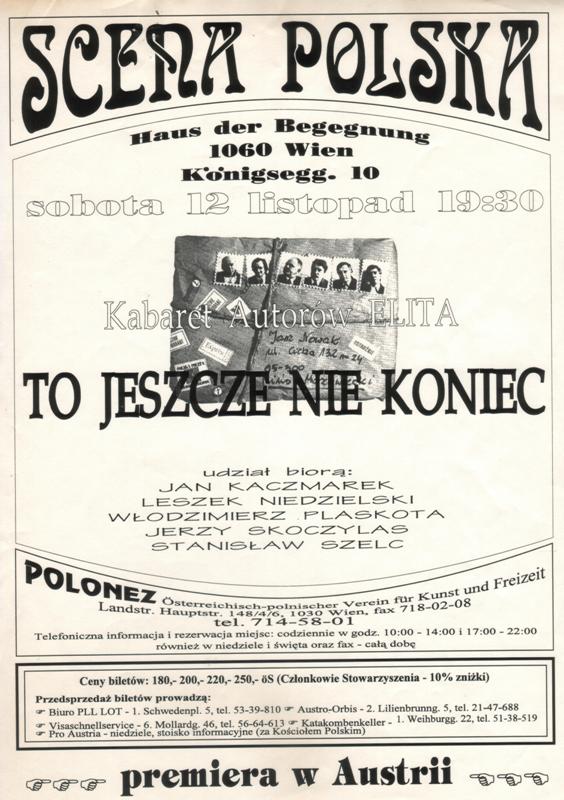 SCENA POLSKA
Haus der Begegnung
1060 Wien
Königsegg. 10
sobota 12 listopad 19:30
Kabaret Autorów ELITA
Jan Nowak
TO JESZCZE NIE KONIEC
udział biorą:
JAN KACZMAREK
LESZEK NIEDZIELSKI
WŁODZIMIERZ PLASKOTA
JERZY SKOCZYLAS
STANISŁAW SZELC
POLONEZ Österreichisch-polnischer Verein für Kunst und Freizeit
Landstr. Hauptstr. 148/4/6, 1030 Wien, fax 718-02-08
tel. 714-58-01
Telefoniczna informacja i rezerwacja miejsc: codziennie w godz. 10:00 - 14:00 i 17:00 - 22:00
również w niedziele i święta oraz fax - całą dobę
Ceny biletów: 180,- 200,- 220,- 250,- öS (Członkowie Stowarzyszenia - 10% zniżki)
Przedsprzedaż biletów prowadzą:
☞ Biuro PLL LOT - 1. Schwedenpl. 5, tel. 53-39-810 ☞ Austro-Orbis - 2. Lilienbrunng. 5, tel. 21-47-688
☞ Visaschnellservice - 6. Mollardg. 46, tel. 56-64-613 ☞ Katakombenkeller - 1. Weihburgg. 22, tel. 51-38-519
☞ Pro Austria - niedziele, stoisko informacyjne (za Kościołem Polskim)
premiera w Austrii